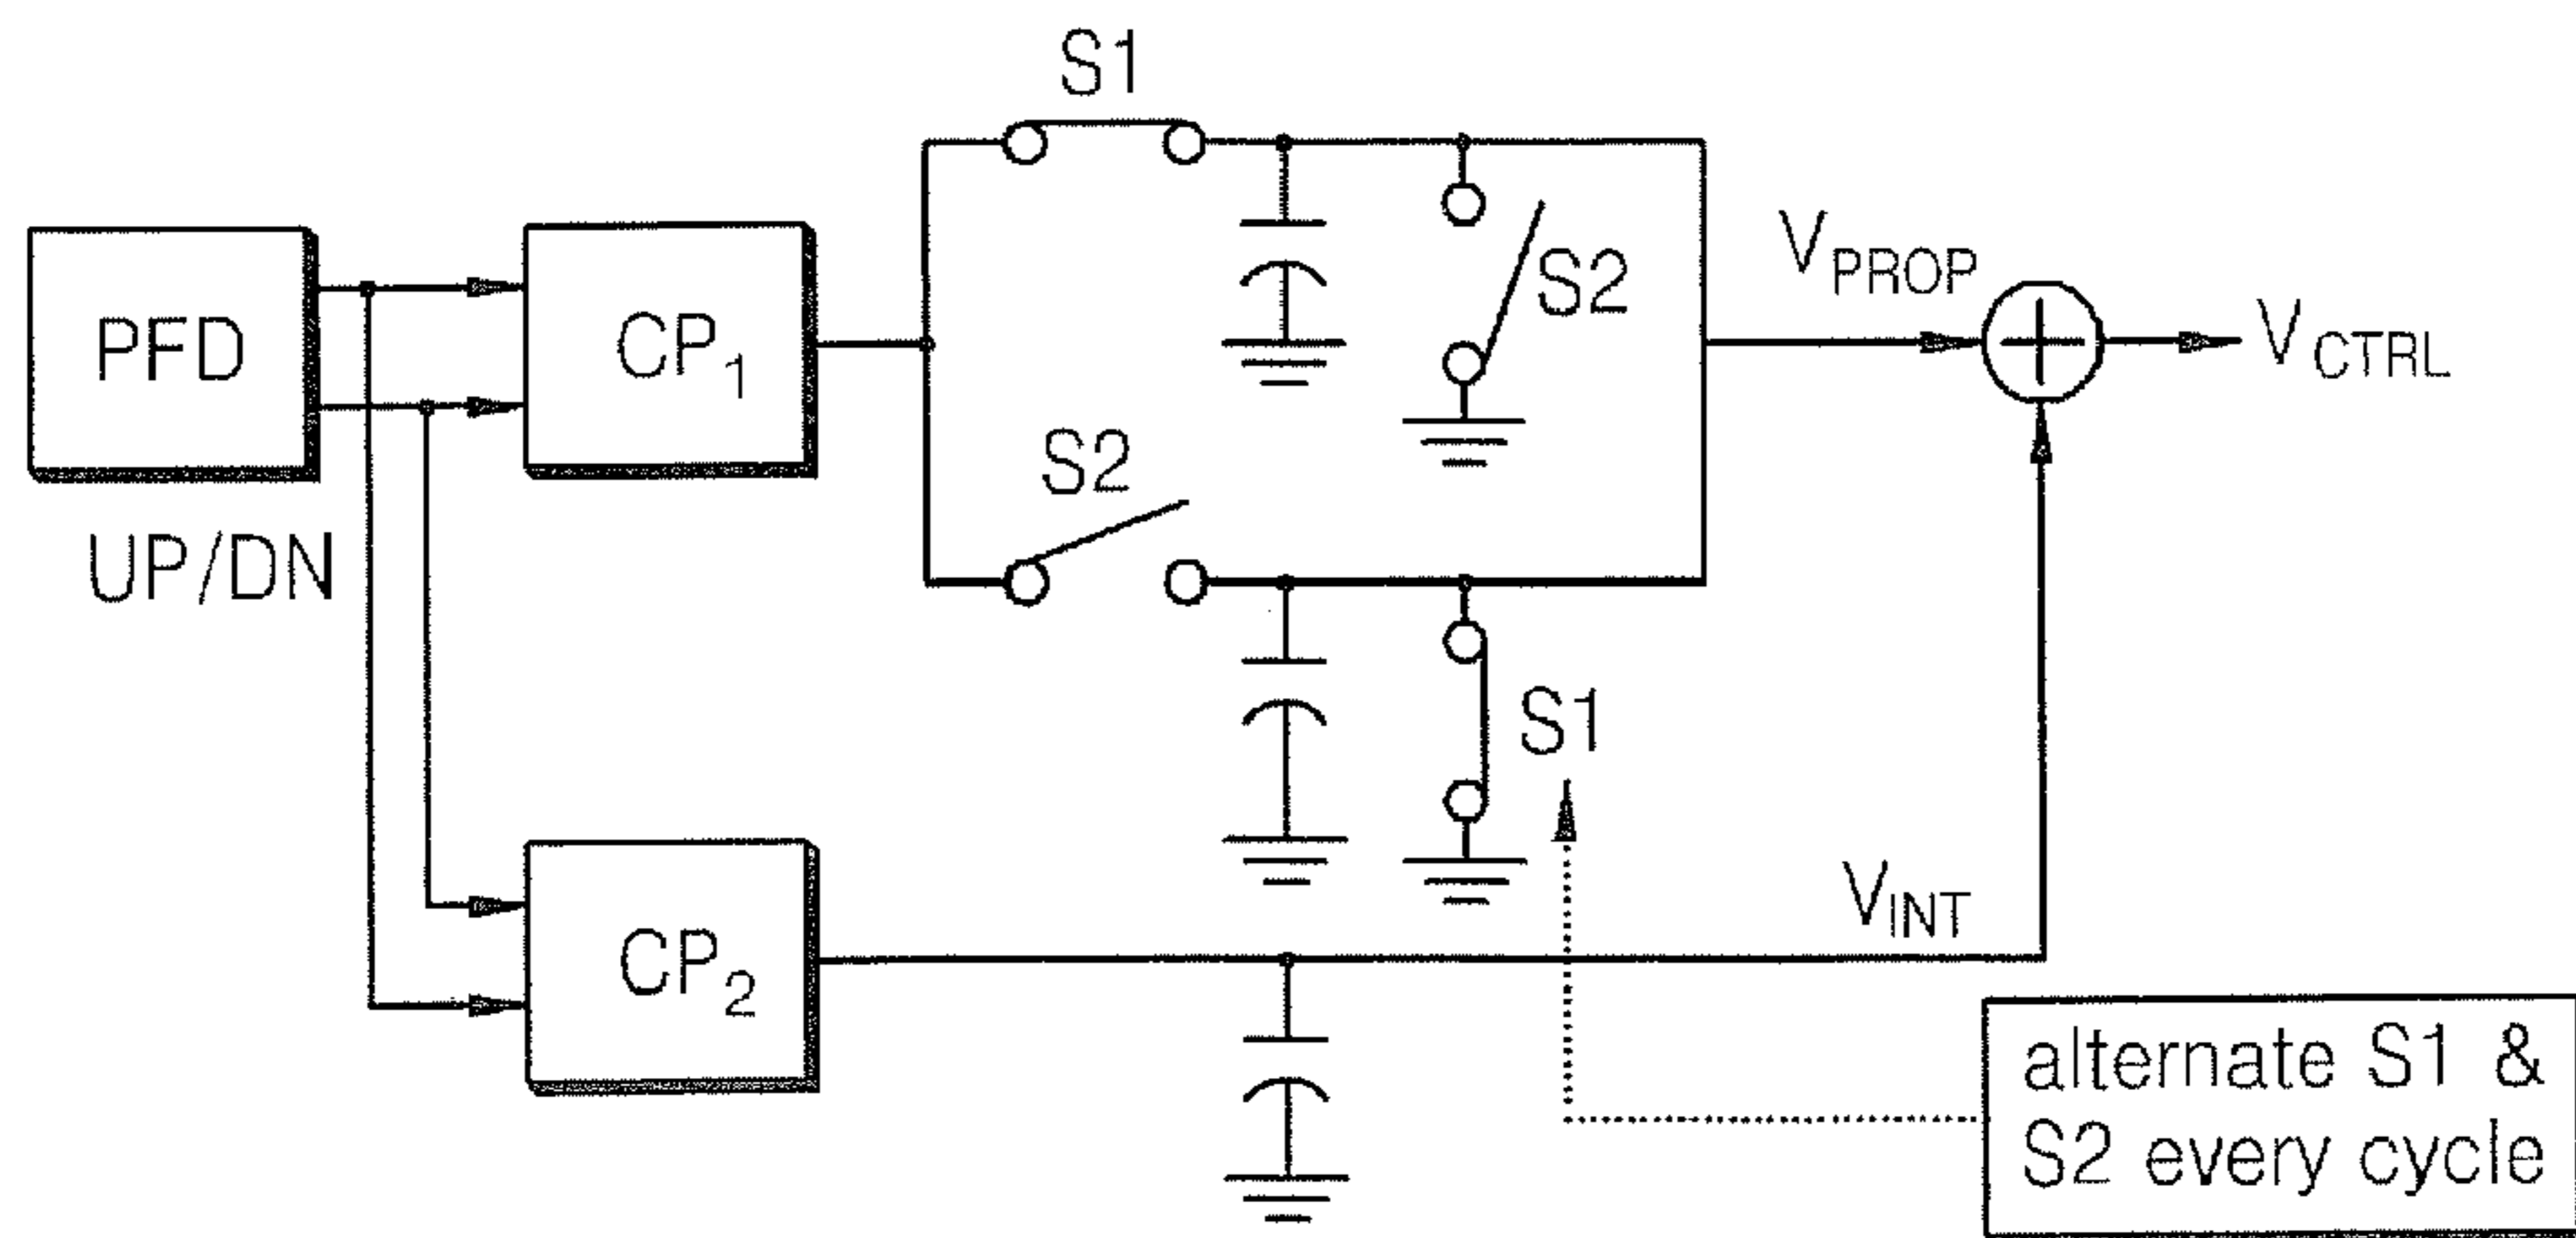 S1
PFD
CP1
S2
VPROP
VCTRL
S2
UP/DN
S1
CP2
VINT
alternate S1 &
S2 every cycle